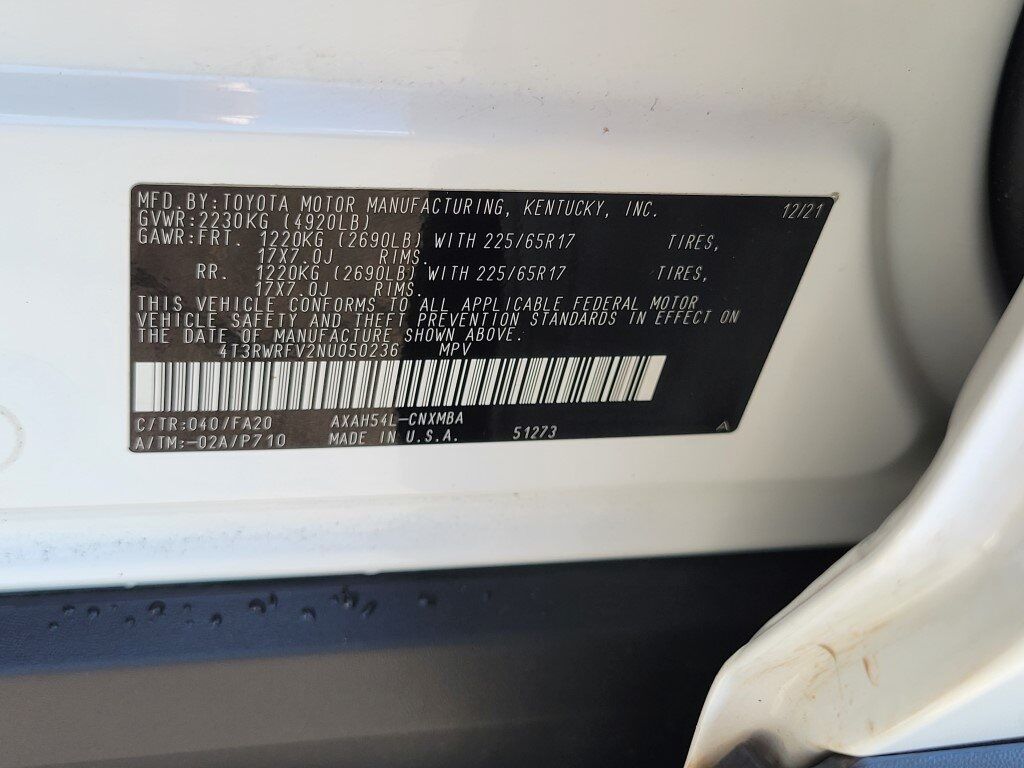 MFD.BY:TOYOTA MOTOR MANUFACTURING, KENTUCKY, INC. 12/21
GVWR:2230KG (4920LB)
GAWR:FRT. 1220KG (2690LB) WITH 225/65R17 TIRES,
17X7.0J RIMS.
RR. 1220KG (2690LB) WITH 225/65R17 TIRES,
17X7.0J RIMS.
THIS VEHICLE CONFORMS TO ALL APPLICABLE FEDERAL MOTOR
VEHICLE SAFETY AND THEFT PREVENTION STANDARDS IN EFFECT ON
THE DATE OF MANUFACTURE SHOWN ABOVE.
4T3RWRFV2NU050236 MPV
C/TR:040/FA20 AXAH54L-CNXMBA
A/TM:-02A/P710 MADE IN U.S.A. 51273 A